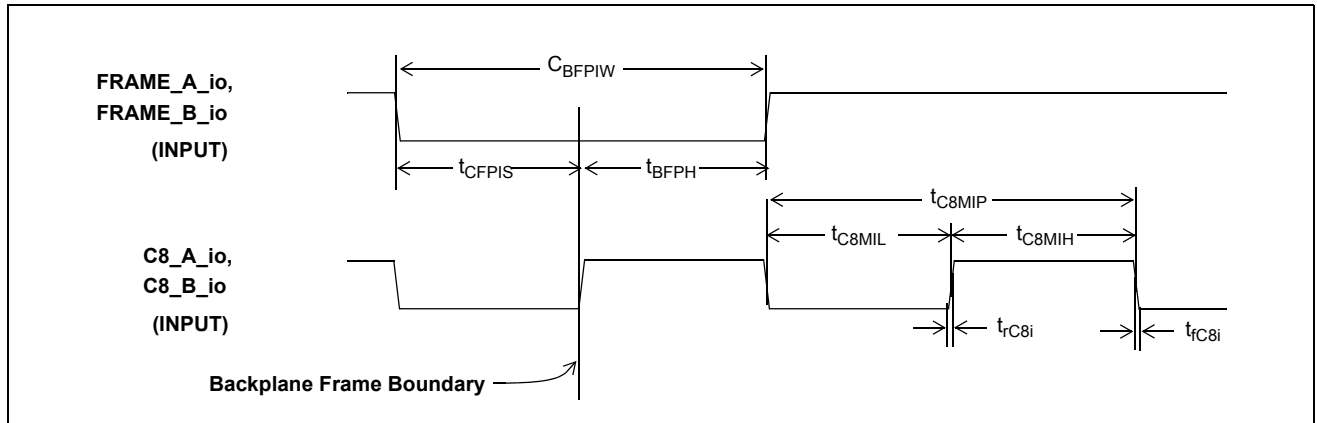 C_BFPIW
FRAME_A_io,
FRAME_B_io
(INPUT)
t_CFPIS
t_BFPH
t_C8MIP
t_C8MIL
t_C8MIH
C8_A_io,
C8_B_io
(INPUT)
t_rC8i
t_fC8i
Backplane Frame Boundary